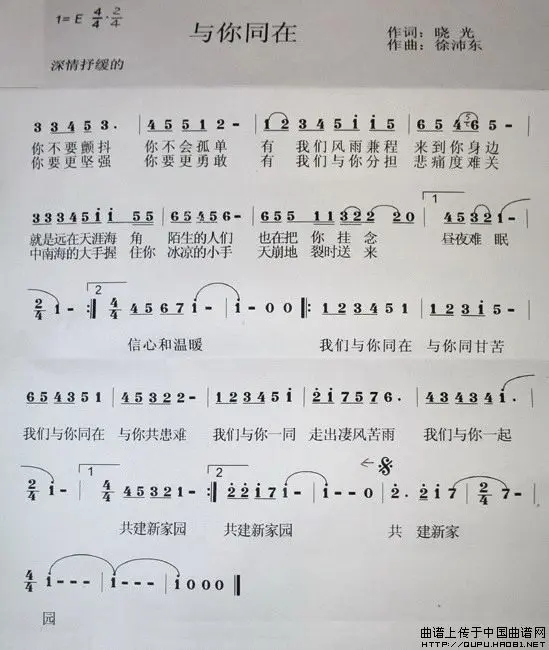 与你同在
1=E 4/4 2/4
作词：晓光
作曲：徐沛东
深情抒缓的
3 3 4 5 3 . | 4 5 5 1 2 - | 1 2 3 4 5 i i 5 | 6 5 4 6 5 - |
你不要颤抖 你不会孤单 有 我们风雨兼程 来到你身边
你要更坚强 你要更勇敢 有 我们与你分担 悲痛度难关
3 3 3 4 5 i i 5 5 | 6 5 4 5 6 - | 6 5 5 1 1 3 2 2 2 0 | 1 4 5 3 2 1 -
就是远在天涯海 角 陌生的人们 也在把 你 挂 念 昼夜难 眠
中南海的大手握 住你 冰凉的小手 天崩地 裂时送 来
2/4 1 - :‖ 2 4/4 4 5 6 7 i - | i - 0 0 ‖: 1 2 3 4 5 1 | 1 2 3 i 5 - |
信心和温暖 我们与你同在 与你同甘苦
6 5 4 3 5 1 | 4 5 3 2 2 - | 1 2 3 4 5 i | 2 i 7 5 7 6 . | 4 3 4 3 4 i .
我们与你同在 与你共患难 我们与你一同 走出凄风苦雨 我们与你一起
2/4 i - | 1 4/4 4 5 3 2 1 - :‖ 2 2 2 i 7 i - | i - - 0 | 2 . 2 i 7 | 2/4 7 - |
共建新家园 共建新家园 共 建新家
4/4 i - - - | i - - - | i 0 0 0 ‖
园
曲谱上传于中国曲谱网
http://QUPU.HAO81.NET